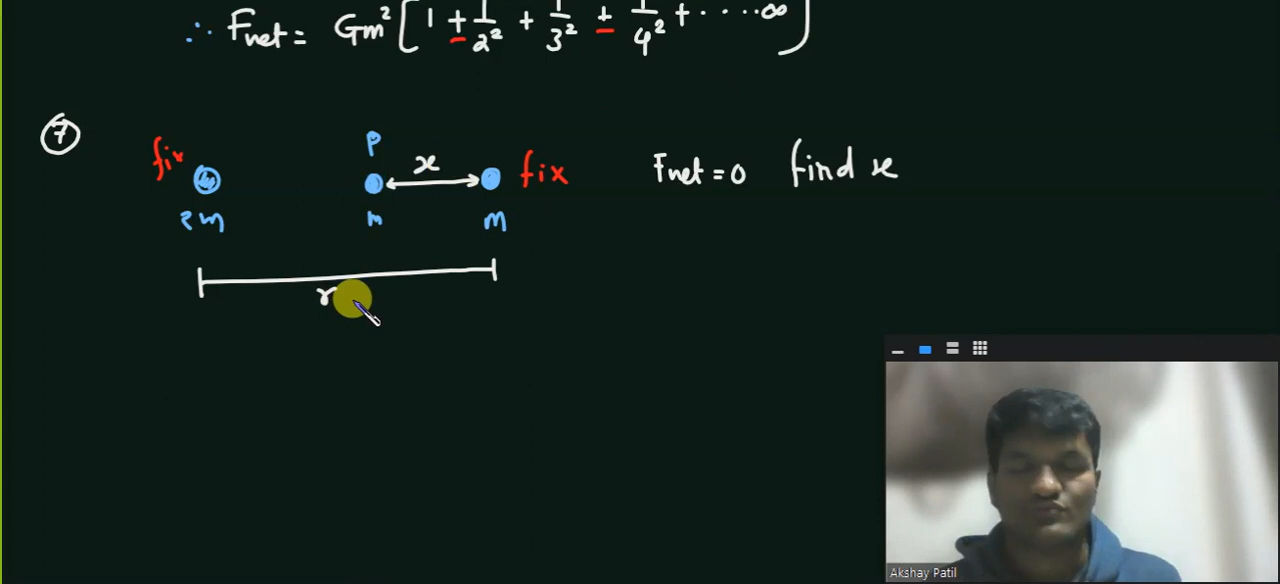 ∴ Fnet = Gm² [ 1 + 1/2² + 1/3² + 1/4² + ....∞ ]
7
fix P x fix Fnet = 0 find x
2m m m
r
Akshay Patil